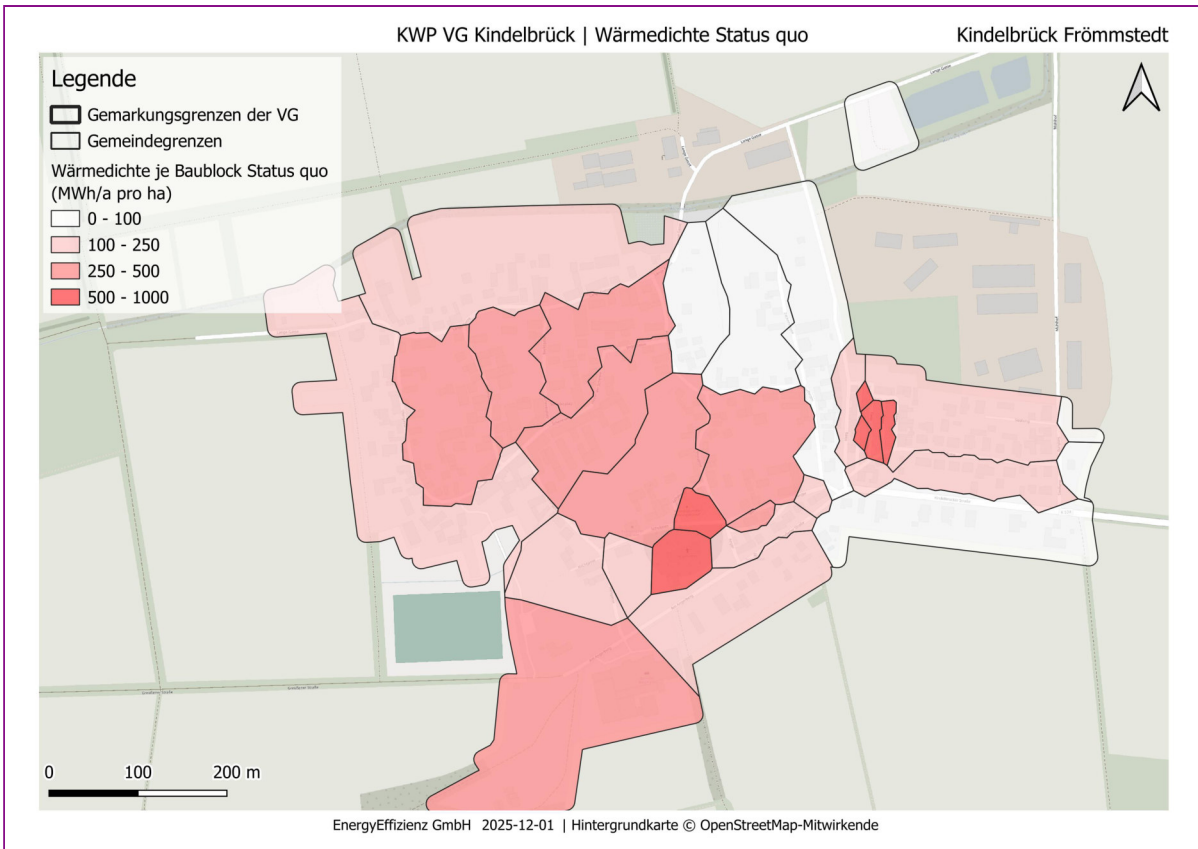 KWP VG Kindelbrück | Wärmedichte Status quo
Kindelbrück Frömmstedt
Legende
Gemarkungsgrenzen der VG
Gemeindegrenzen
Wärmedichte je Baublock Status quo
(MWh/a pro ha)
0 - 100
100 - 250
250 - 500
500 - 1000
0 100 200 m
EnergyEffizienz GmbH 2025-12-01 | Hintergrundkarte © OpenStreetMap-Mitwirkende